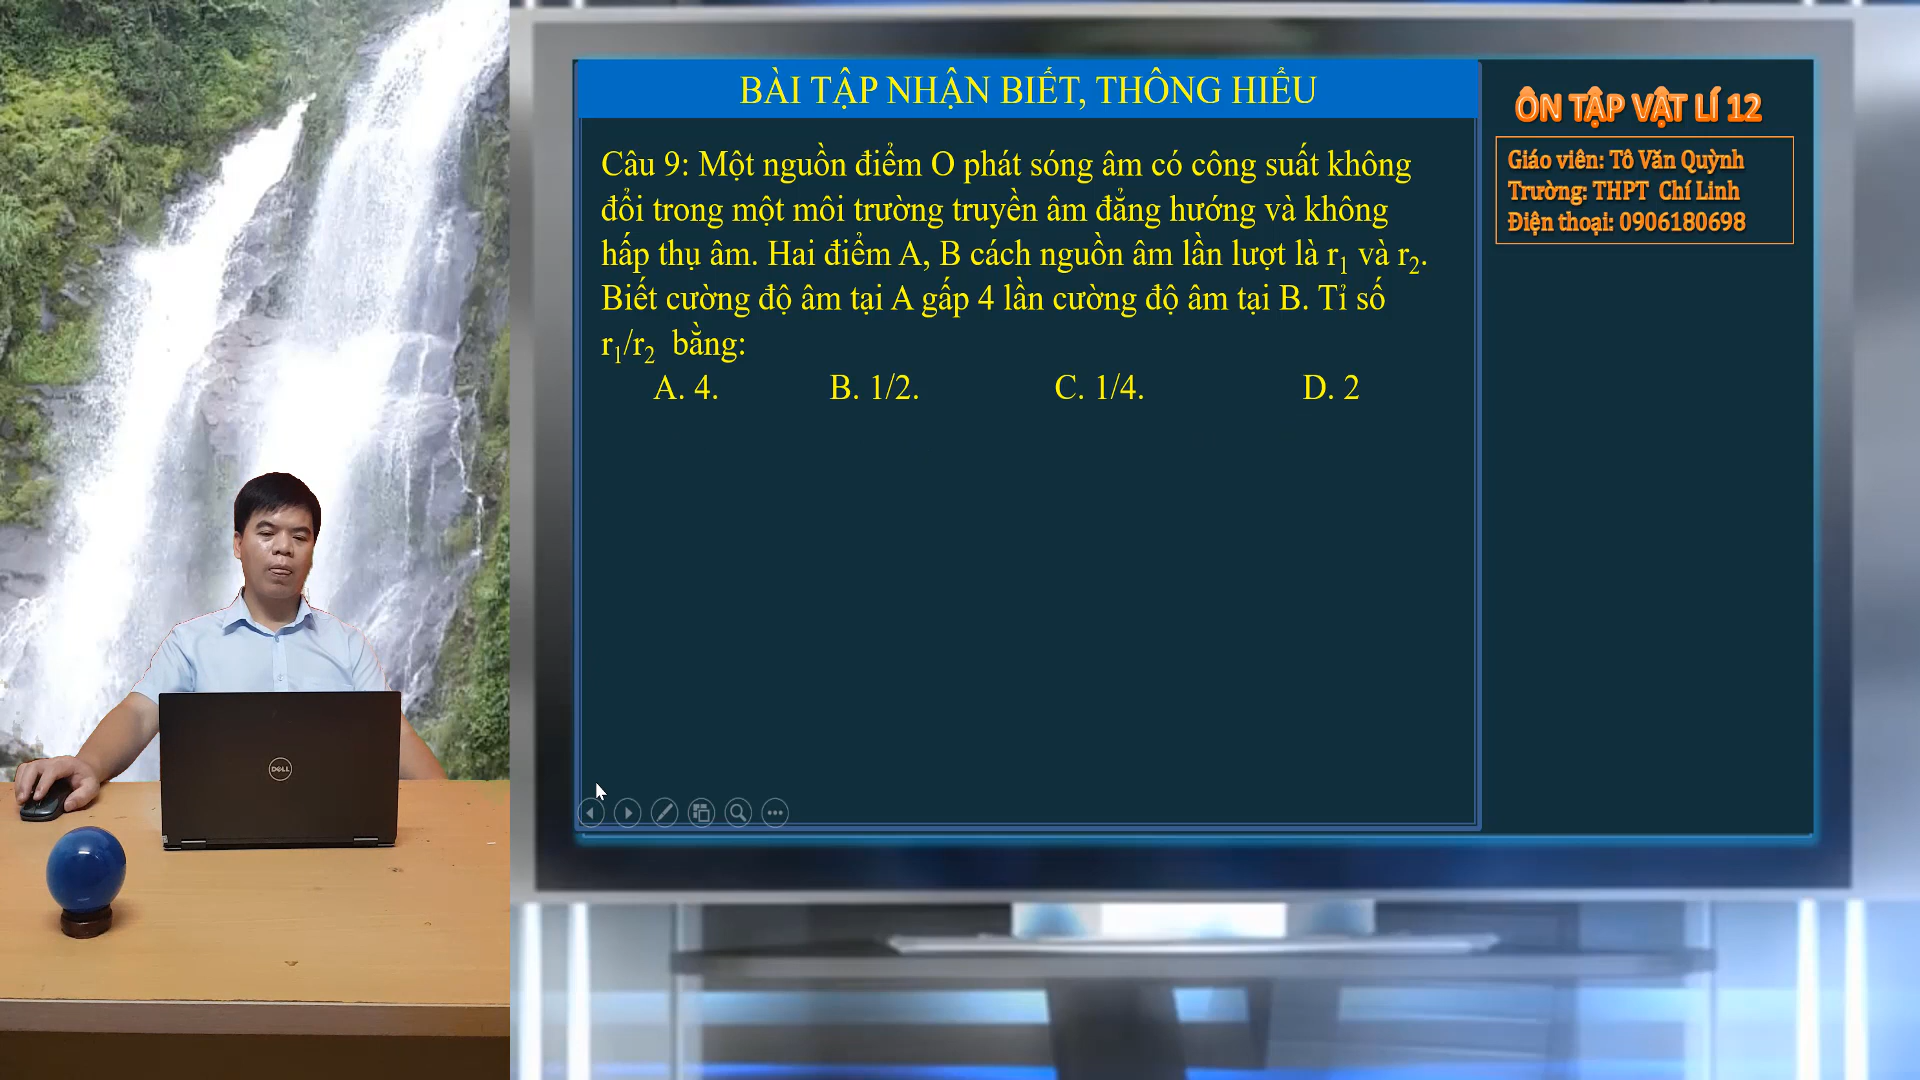 BÀI TẬP NHẬN BIẾT, THÔNG HIỂU
Câu 9: Một nguồn điểm O phát sóng âm có công suất không
đổi trong một môi trường truyền âm đẳng hướng và không
hấp thụ âm. Hai điểm A, B cách nguồn âm lần lượt là r₁ và r₂.
Biết cường độ âm tại A gấp 4 lần cường độ âm tại B. Tỉ số
r₁/r₂ bằng:
A. 4. B. 1/2. C. 1/4. D. 2
ÔN TẬP VẬT LÍ 12
Giáo viên: Tô Văn Quỳnh
Trường: THPT Chí Linh
Điện thoại: 0906180698
DELL